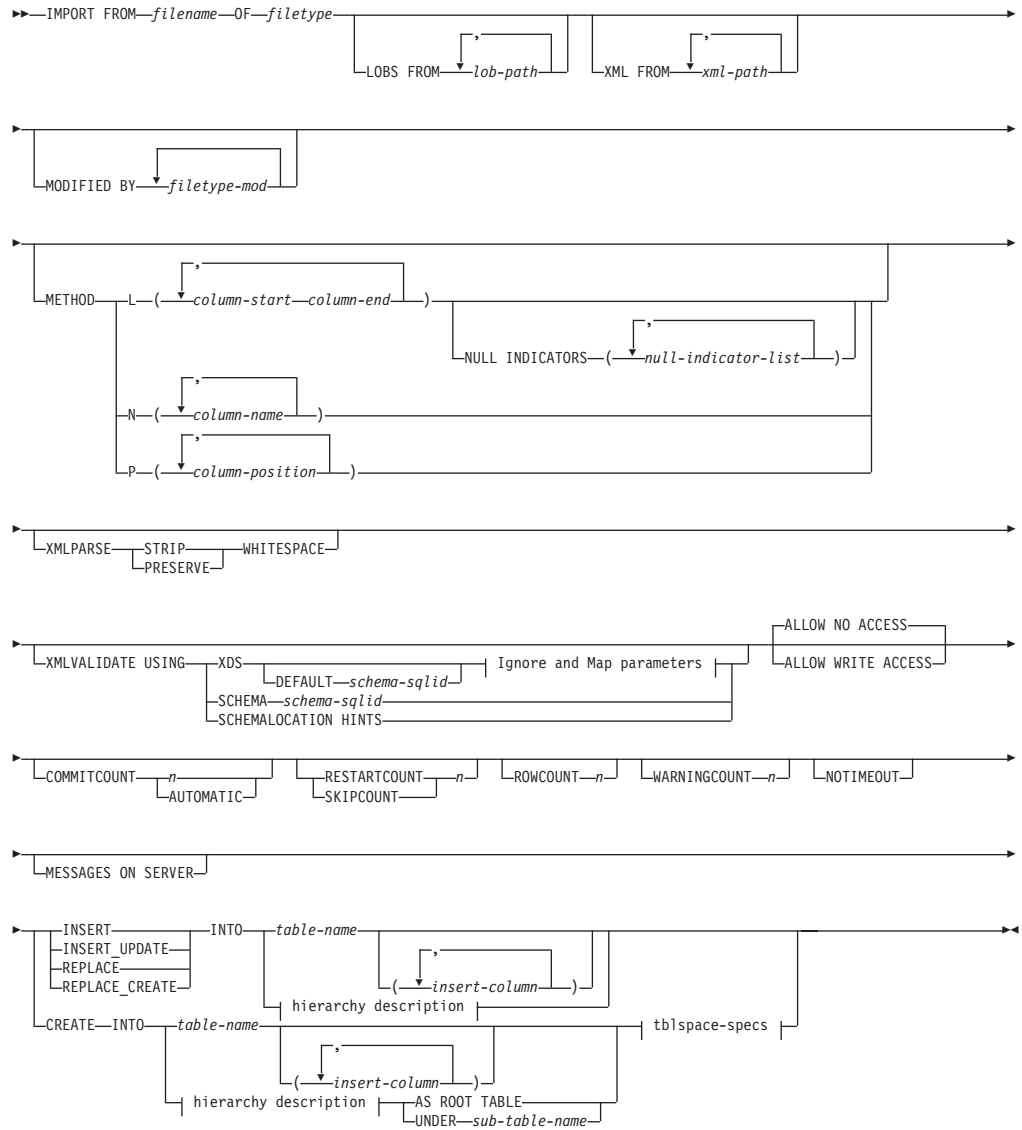 IMPORT FROM filename OF filetype
,
LOBS FROM lob-path
,
XML FROM xml-path
MODIFIED BY filetype-mod
,
METHOD L ( column-start column-end )
,
NULL INDICATORS ( null-indicator-list )
,
N ( column-name )
,
P ( column-position )
XMLPARSE STRIP WHITESPACE
PRESERVE
ALLOW NO ACCESS
XMLVALIDATE USING XDS Ignore and Map parameters ALLOW WRITE ACCESS
DEFAULT schema-sqlid
SCHEMA schema-sqlid
SCHEMALOCATION HINTS
COMMITCOUNT n RESTARTCOUNT n ROWCOUNT n WARNINGCOUNT n NOTIMEOUT
AUTOMATIC SKIPCOUNT
MESSAGES ON SERVER
INSERT INTO table-name
INSERT_UPDATE ,
REPLACE ( insert-column )
REPLACE_CREATE hierarchy description
CREATE INTO table-name tblspace-specs
,
( insert-column )
hierarchy description AS ROOT TABLE
UNDER sub-table-name